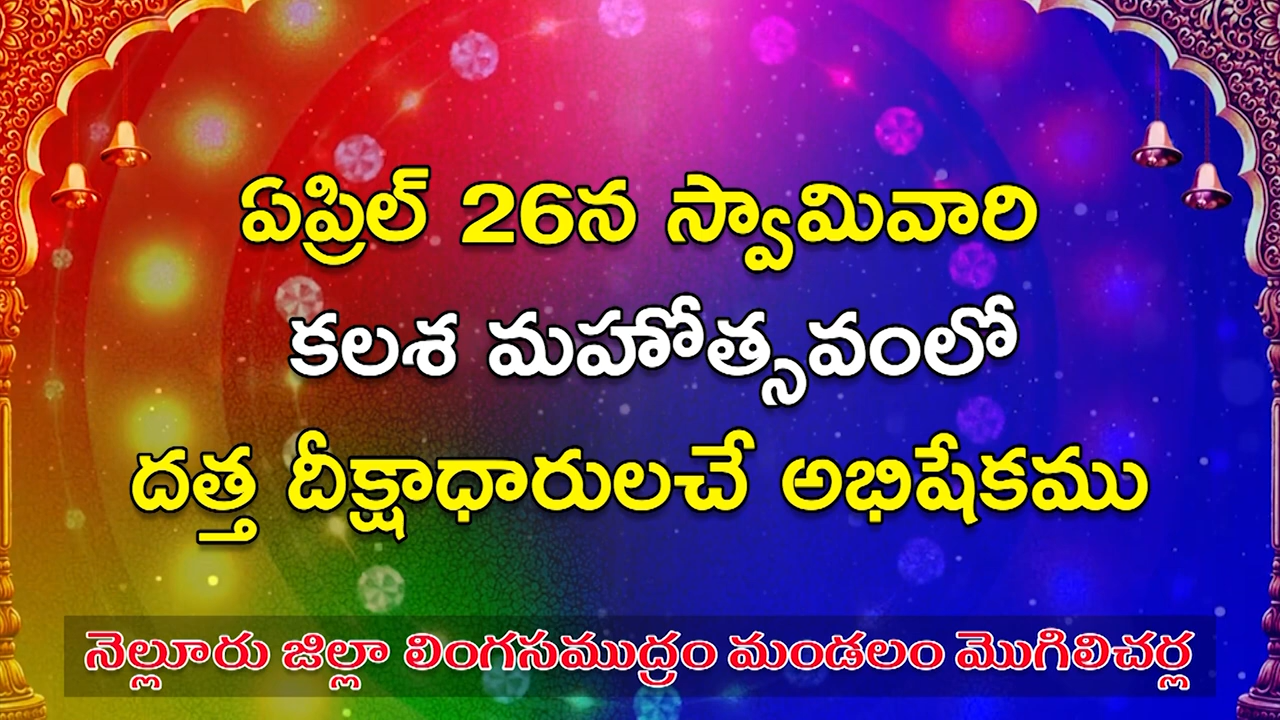 ఏప్రిల్ 26న స్వామివారి
కలశ మహోత్సవంలో
దత్త దీక్షాధారులచే అభిషేకము
నెల్లూరు జిల్లా లింగసముద్రం మండలం మొగిలిచర్ల